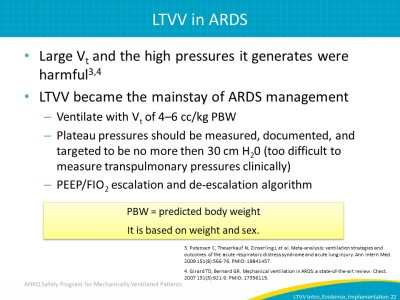 LTVV in ARDS
• Large Vt and the high pressures it generates were
harmful3,4
• LTVV became the mainstay of ARDS management
– Ventilate with Vt of 4–6 cc/kg PBW
– Plateau pressures should be measured, documented, and
targeted to be no more then 30 cm H20 (too difficult to
measure transpulmonary pressures clinically)
– PEEP/FIO2 escalation and de-escalation algorithm
PBW = predicted body weight
It is based on weight and sex.
3. Putensen C, Theuerkauf N, Zinserling J, et al. Meta-analysis: ventilation strategies and
outcomes of the acute respiratory distress syndrome and acute lung injury. Ann Intern Med.
2009 151(8):566-76. PMID: 18841457.
4. Girard TD, Bernard GR. Mechanical ventilation in ARDS: a state-of-the-art review. Chest.
2007 131(3):921-9. PMID: 17356115.
AHRQ Safety Program for Mechanically Ventilated Patients
LTVV Intro, Evidence, Implementation 22